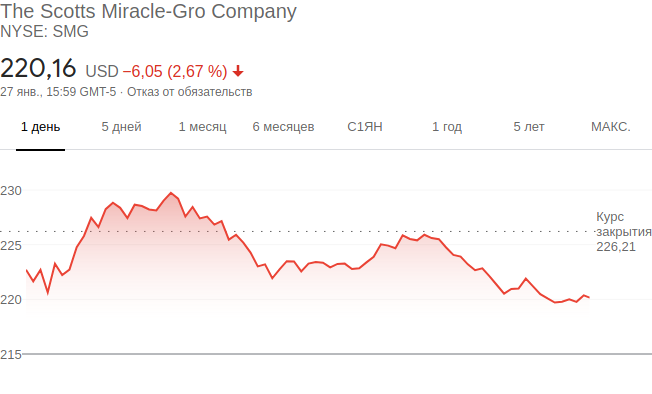 The Scotts Miracle-Gro Company
NYSE: SMG
220,16 USD −6,05 (2,67 %)
27 янв., 15:59 GMT-5 · Отказ от обязательств
1 день 5 дней 1 месяц 6 месяцев С1ЯН 1 год 5 лет МАКС.
230
Курс
закрытия
226,21
225
220
215